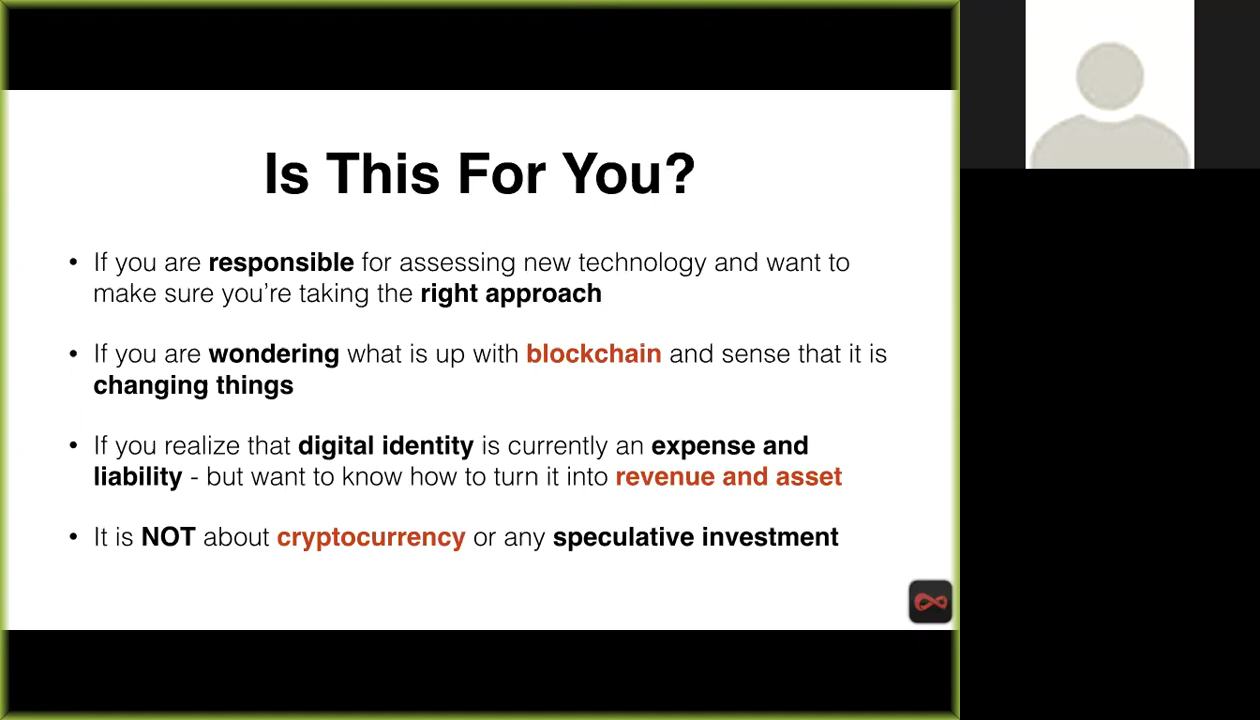 Is This For You?
• If you are responsible for assessing new technology and want to
make sure you’re taking the right approach
• If you are wondering what is up with blockchain and sense that it is
changing things
• If you realize that digital identity is currently an expense and
liability - but want to know how to turn it into revenue and asset
• It is NOT about cryptocurrency or any speculative investment